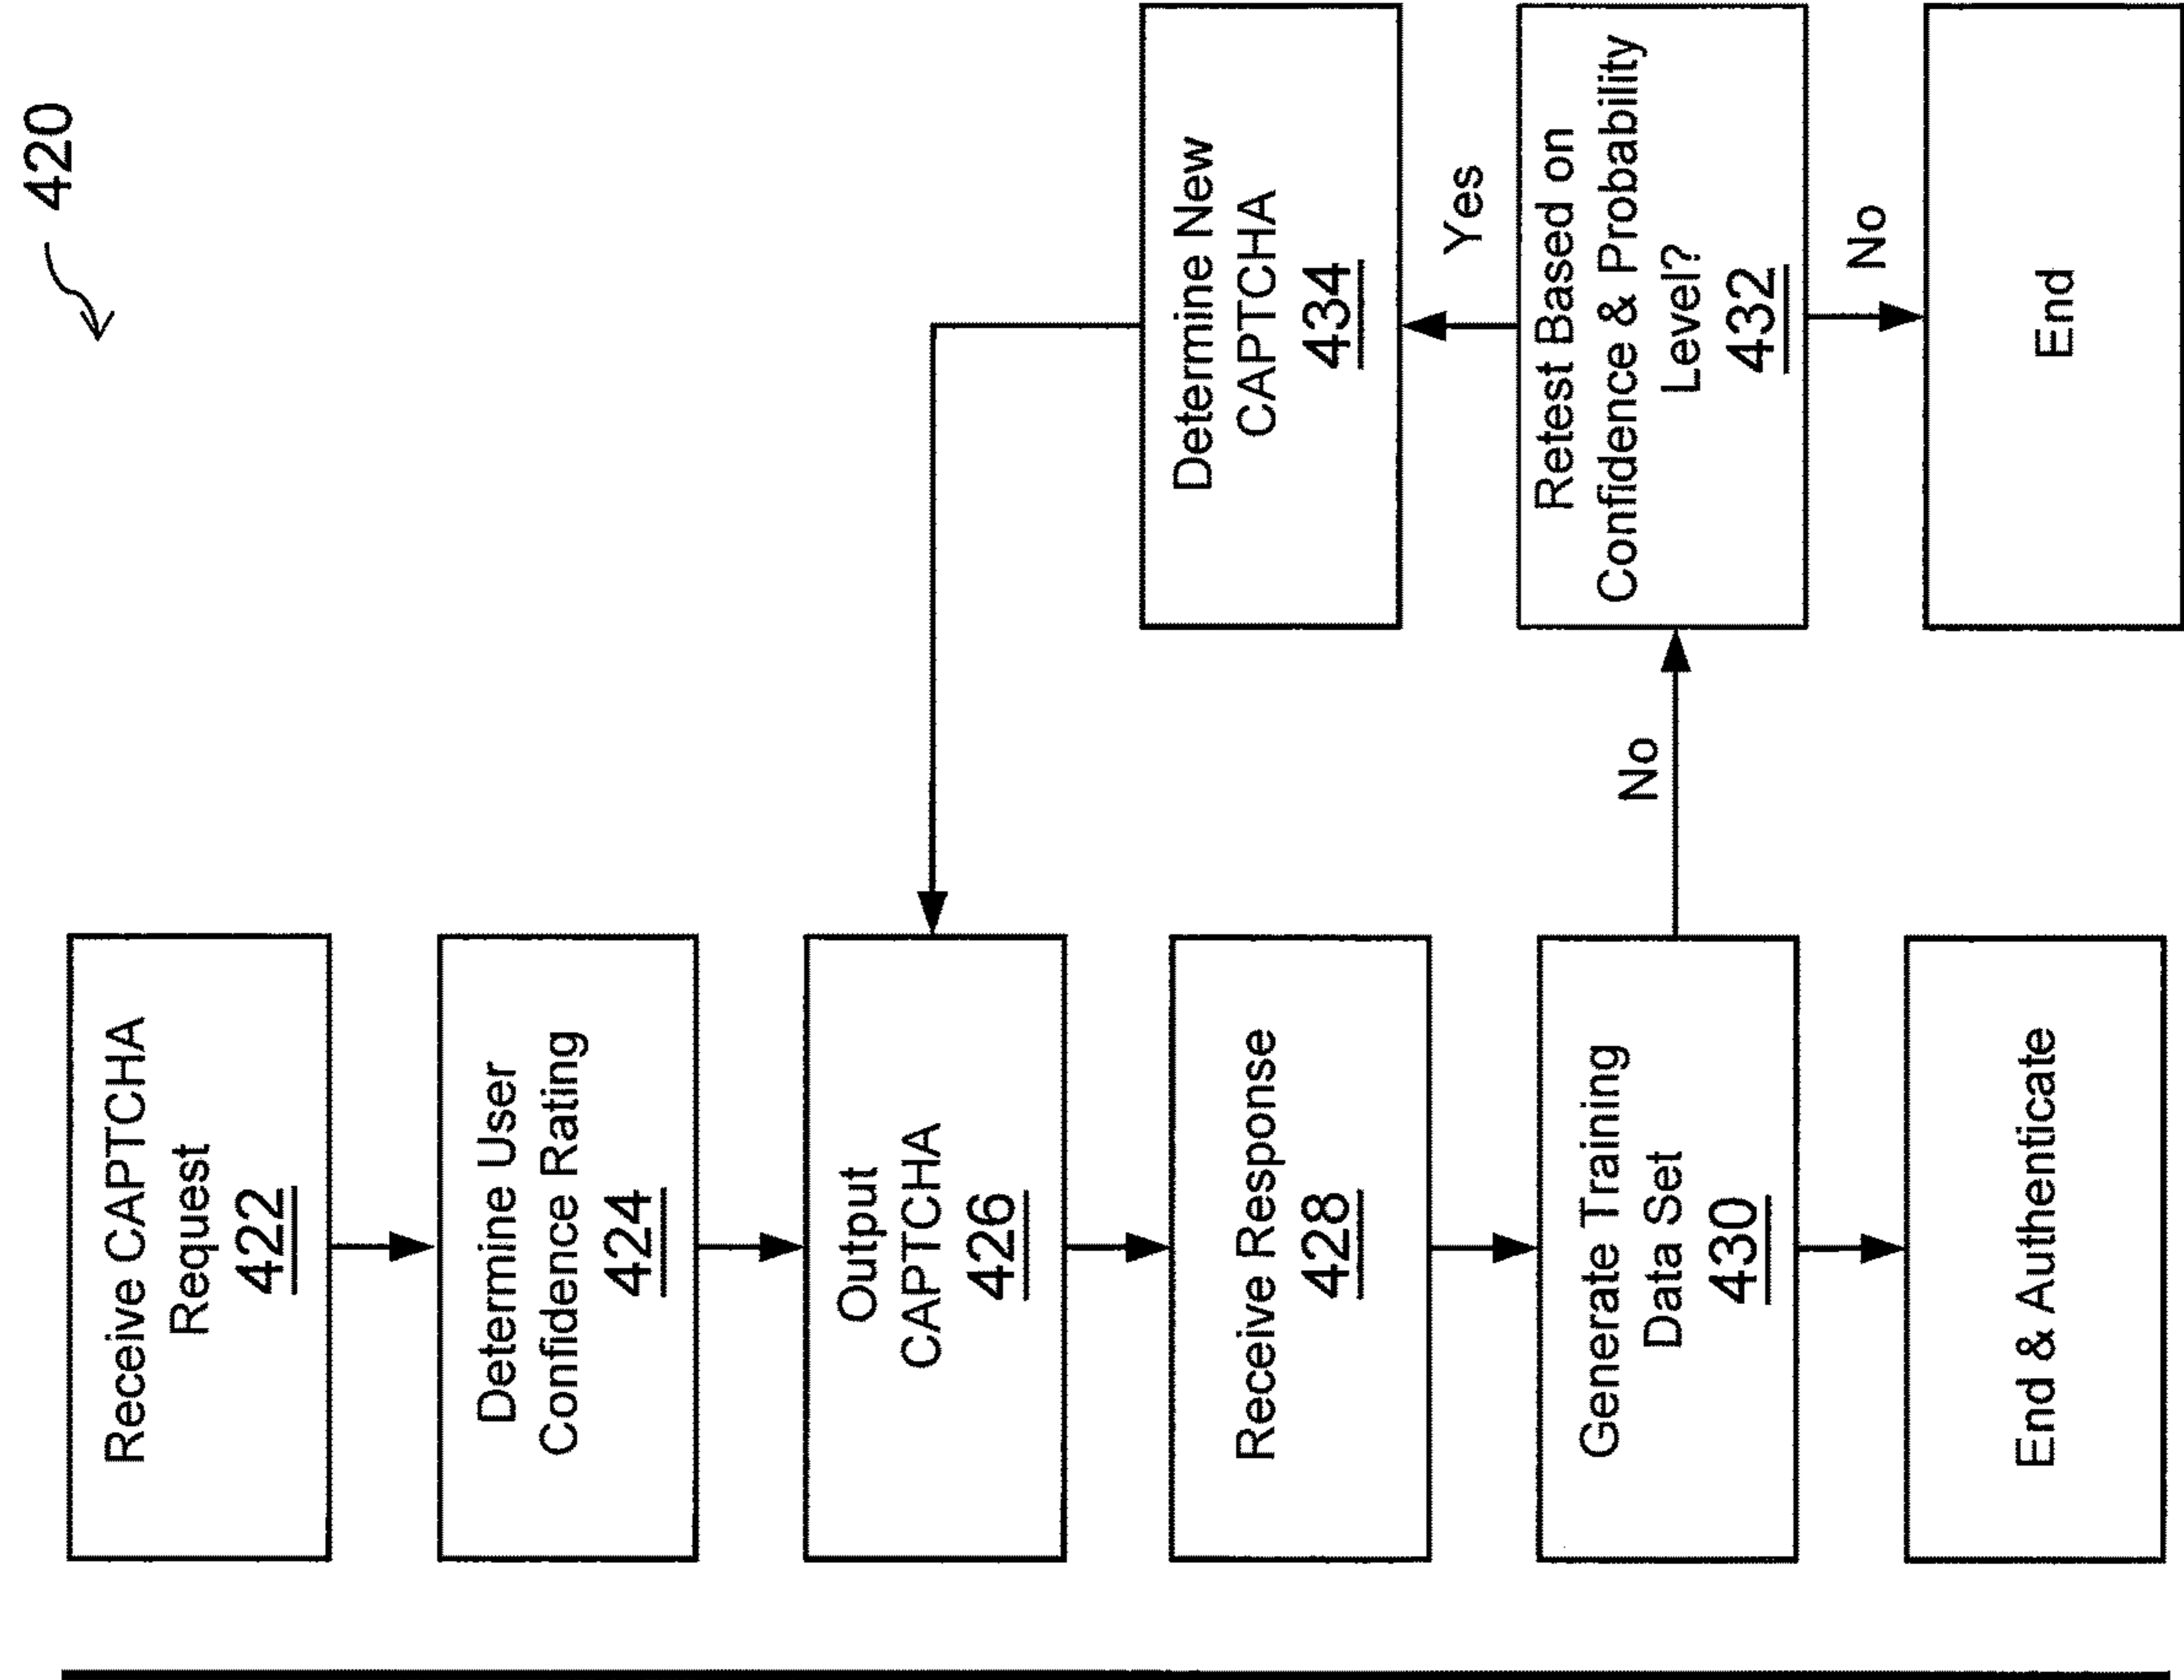 420
Receive CAPTCHA
Request
422
Determine User
Confidence Rating
424
Output
CAPTCHA
426
Receive Response
428
Generate Training
Data Set
430
End & Authenticate
No
Determine New
CAPTCHA
434
Yes
Retest Based on
Confidence & Probability
Level?
432
No
End